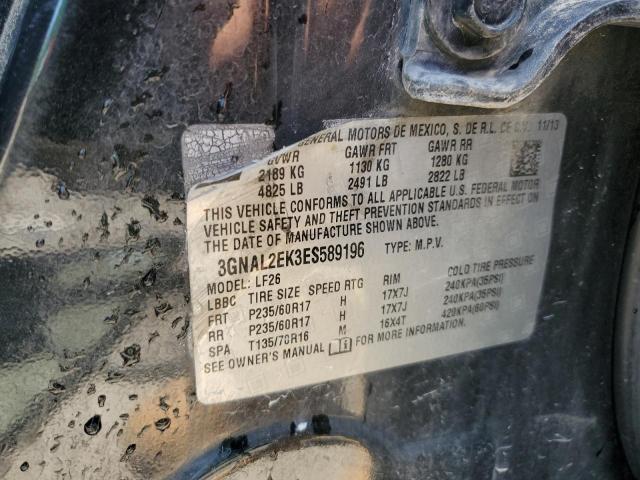 GENERAL MOTORS DE MEXICO, S. DE R.L. DE C.V. 11/13
GVWR GAWR FRT GAWR RR
2189 KG 1130 KG 1280 KG
4825 LB 2491 LB 2822 LB
THIS VEHICLE CONFORMS TO ALL APPLICABLE U.S. FEDERAL MOTOR
VEHICLE SAFETY AND THEFT PREVENTION STANDARDS IN EFFECT ON
THE DATE OF MANUFACTURE SHOWN ABOVE.
3GNAL2EK3ES589196 TYPE: M.P.V.
MODEL: LF26
LBBC TIRE SIZE SPEED RTG RIM COLD TIRE PRESSURE
FRT P235/60R17 H 17X7J 240KPA(35PSI)
RR P235/60R17 H 17X7J 240KPA(35PSI)
SPA T135/70R16 M 16X4T 420KPA(60PSI)
SEE OWNER'S MANUAL FOR MORE INFORMATION.